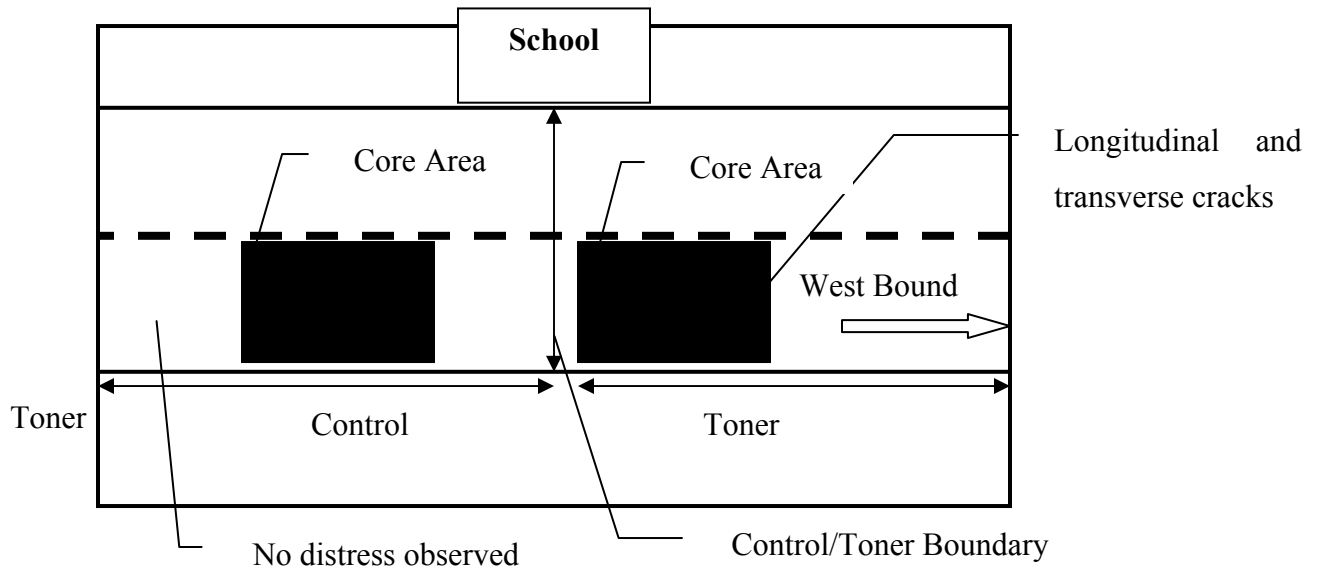 School
Core Area
Core Area
Longitudinal and
transverse cracks
West Bound
Toner
Control
Toner
No distress observed
Control/Toner Boundary